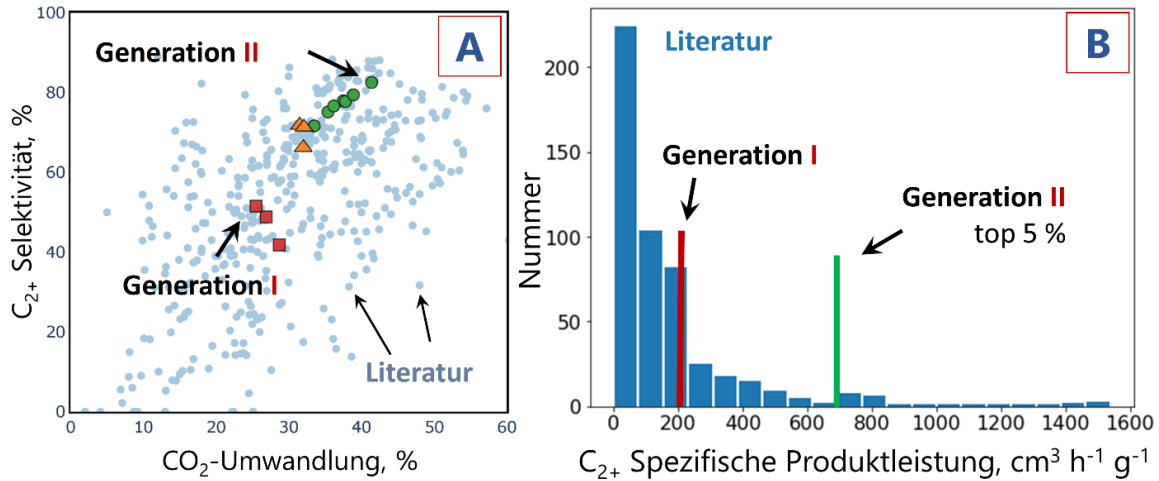 A
Generation II
C₂₊ Selektivität, %
100
80
60
40
20
0
Generation I
Literatur
0 10 20 30 40 50 60
CO₂-Umwandlung, %
B
Literatur
Generation I
Generation II
top 5 %
Nummer
200
150
100
50
0
0 200 400 600 800 1000 1200 1400 1600
C₂₊ Spezifische Produktleistung, cm³ h⁻¹ g⁻¹